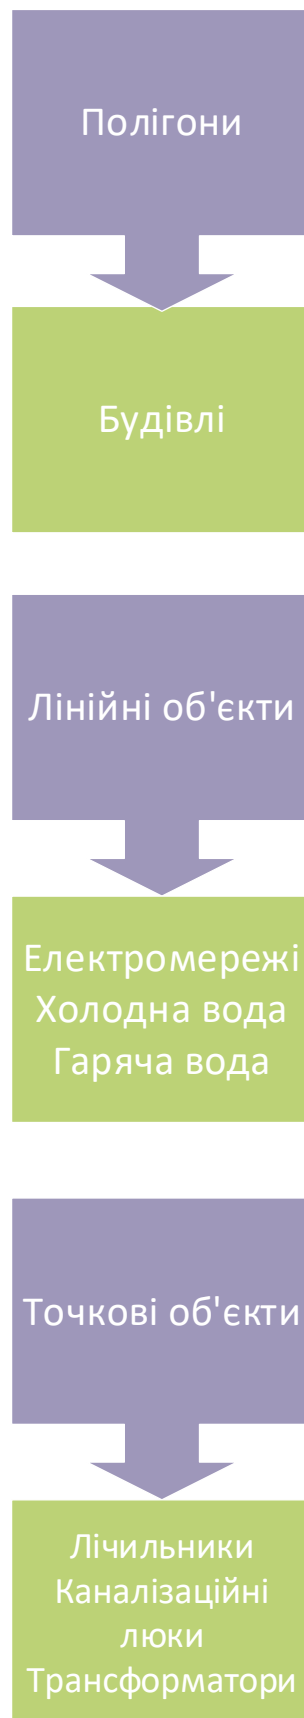 Полігони
Будівлі
Лінійні об'єкти
Електромережі
Холодна вода
Гаряча вода
Точкові об'єкти
Лічильники
Каналізаційні
люки
Трансформатори